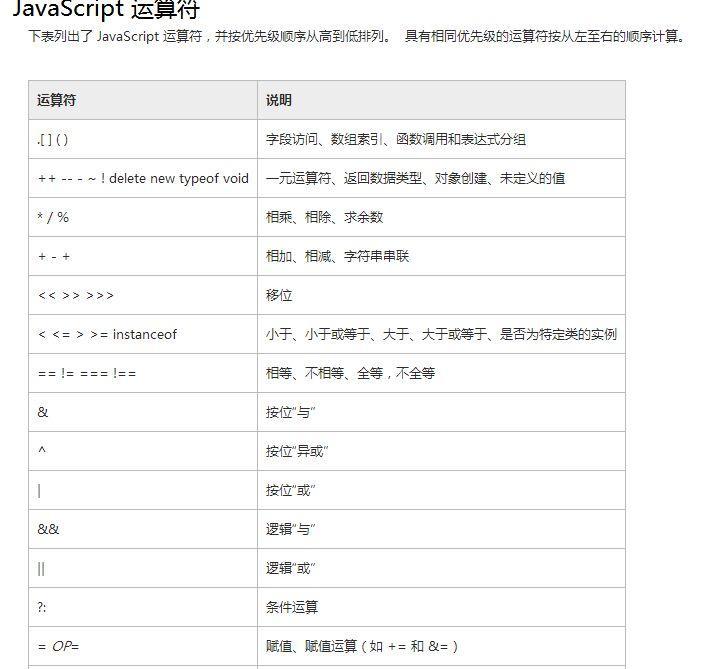 JavaScript 运算符
下表列出了 JavaScript 运算符，并按优先级顺序从高到低排列。 具有相同优先级的运算符按从左至右的顺序计算。
运算符 说明
.[ ] ( ) 字段访问、数组索引、函数调用和表达式分组
++ -- - ~ ! delete new typeof void 一元运算符、返回数据类型、对象创建、未定义的值
* / % 相乘、相除、求余数
+ - + 相加、相减、字符串串联
<< >> >>> 移位
< <= > >= instanceof 小于、小于或等于、大于、大于或等于、是否为特定类的实例
== != === !== 相等、不相等、全等，不全等
& 按位“与”
^ 按位“异或”
| 按位“或”
&& 逻辑“与”
|| 逻辑“或”
?: 条件运算
= OP= 赋值、赋值运算（如 += 和 &=）